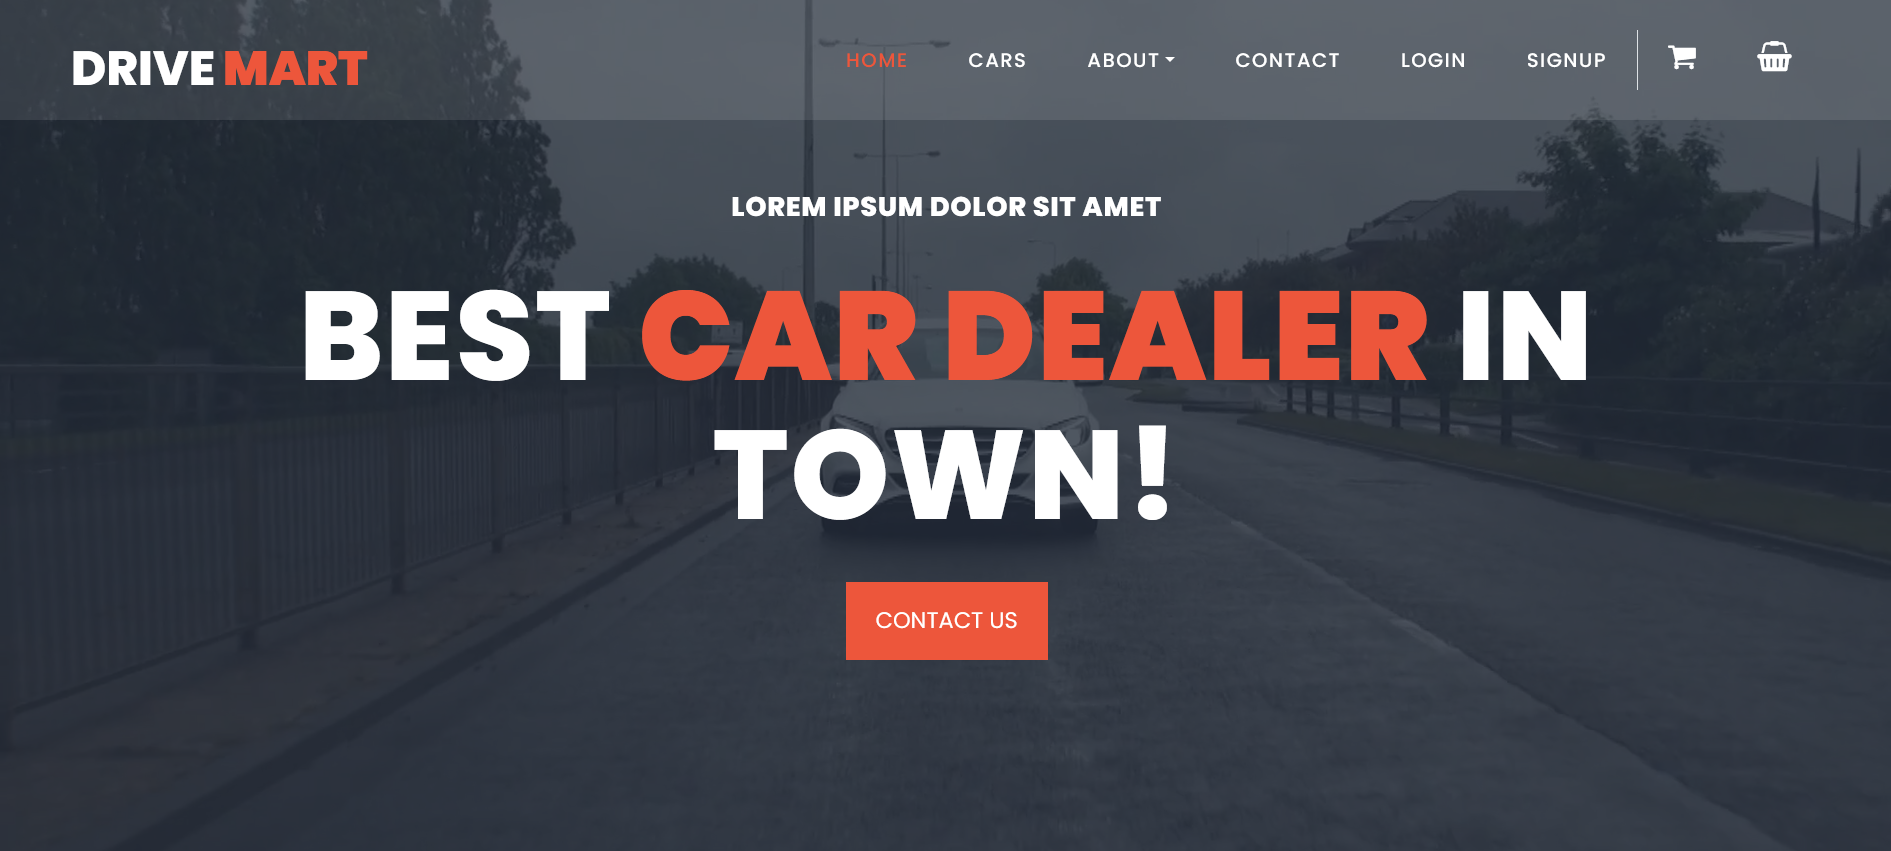 DRIVE MART
HOME CARS ABOUT CONTACT LOGIN SIGNUP
LOREM IPSUM DOLOR SIT AMET
BEST CAR DEALER IN
TOWN!
CONTACT US